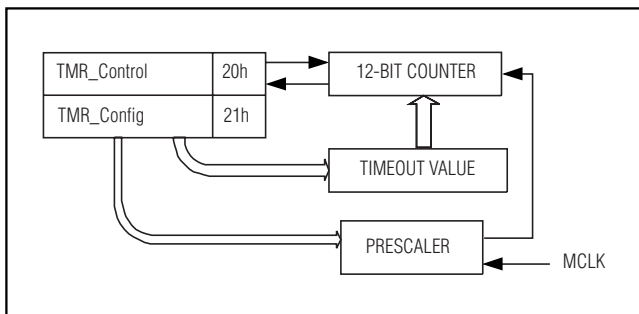 TMR_Control 20h
TMR_Config 21h
12-BIT COUNTER
TIMEOUT VALUE
PRESCALER
MCLK